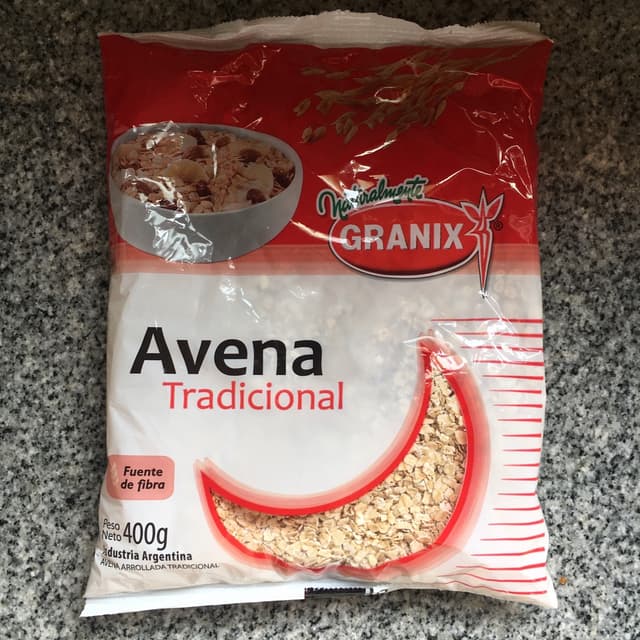 Naturalmente
GRANIX®
Avena
Tradicional
Fuente
de fibra
Peso
Neto 400g
Industria Argentina
AVENA ARROLLADA TRADICIONAL